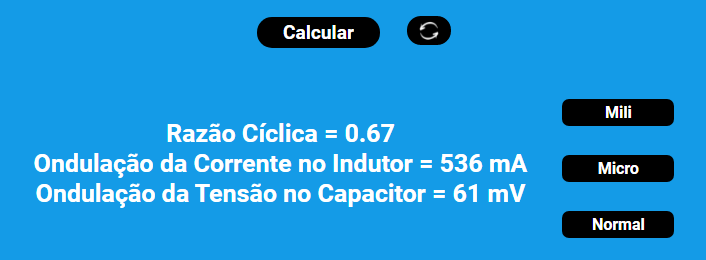 Calcular
Razão Cíclica = 0.67
Ondulação da Corrente no Indutor = 536 mA
Ondulação da Tensão no Capacitor = 61 mV
Mili
Micro
Normal